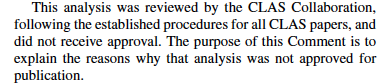 This analysis was reviewed by the CLAS Collaboration,
following the established procedures for all CLAS papers, and
did not receive approval. The purpose of this Comment is to
explain the reasons why that analysis was not approved for
publication.